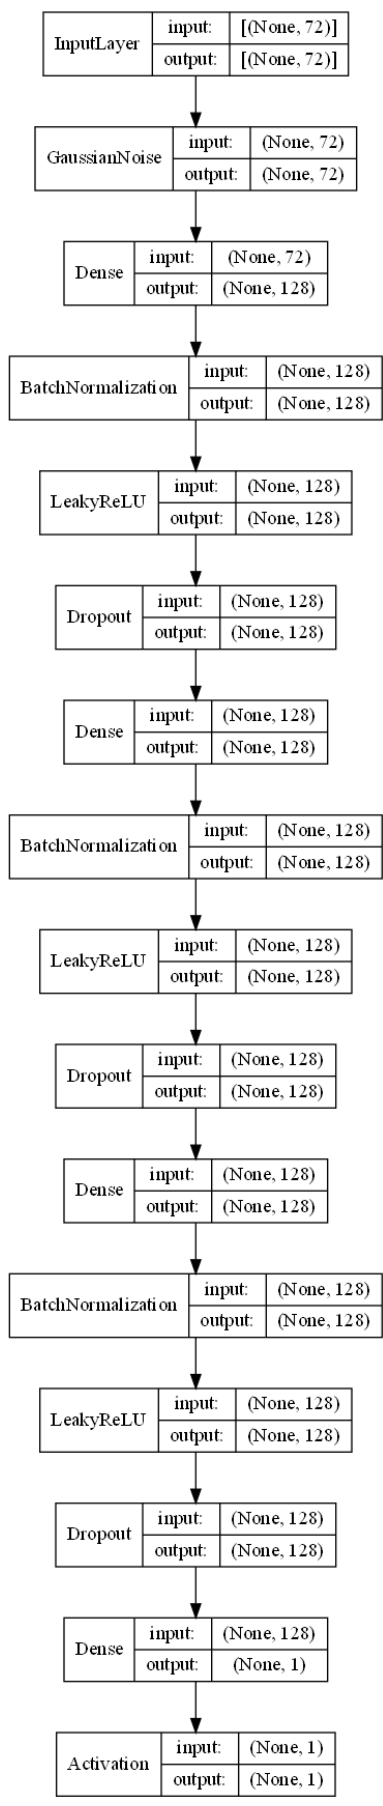 InputLayer
input: [(None, 72)]
output: [(None, 72)]
GaussianNoise
input: (None, 72)
output: (None, 72)
Dense
input: (None, 72)
output: (None, 128)
BatchNormalization
input: (None, 128)
output: (None, 128)
LeakyReLU
input: (None, 128)
output: (None, 128)
Dropout
input: (None, 128)
output: (None, 128)
Dense
input: (None, 128)
output: (None, 128)
BatchNormalization
input: (None, 128)
output: (None, 128)
LeakyReLU
input: (None, 128)
output: (None, 128)
Dropout
input: (None, 128)
output: (None, 128)
Dense
input: (None, 128)
output: (None, 128)
BatchNormalization
input: (None, 128)
output: (None, 128)
LeakyReLU
input: (None, 128)
output: (None, 128)
Dropout
input: (None, 128)
output: (None, 128)
Dense
input: (None, 128)
output: (None, 1)
Activation
input: (None, 1)
output: (None, 1)